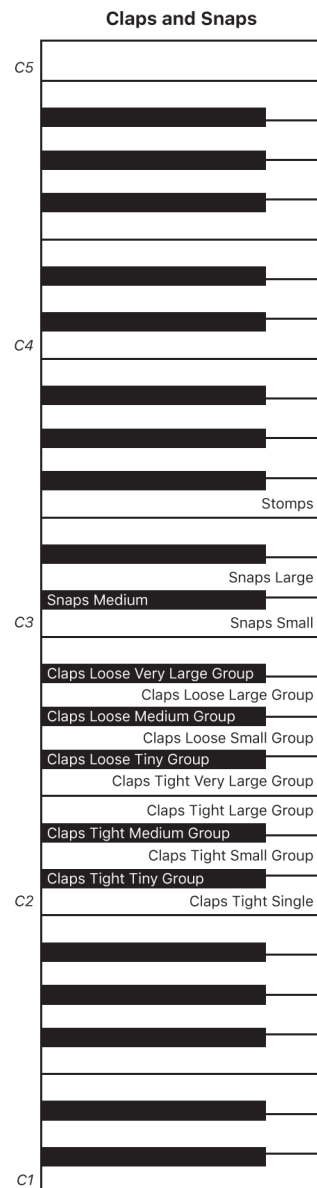 Claps and Snaps
C5
C4
Stomps
Snaps Large
Snaps Medium
C3
Snaps Small
Claps Loose Very Large Group
Claps Loose Large Group
Claps Loose Medium Group
Claps Loose Small Group
Claps Loose Tiny Group
Claps Tight Very Large Group
Claps Tight Large Group
Claps Tight Medium Group
Claps Tight Small Group
Claps Tight Tiny Group
C2
Claps Tight Single
C1